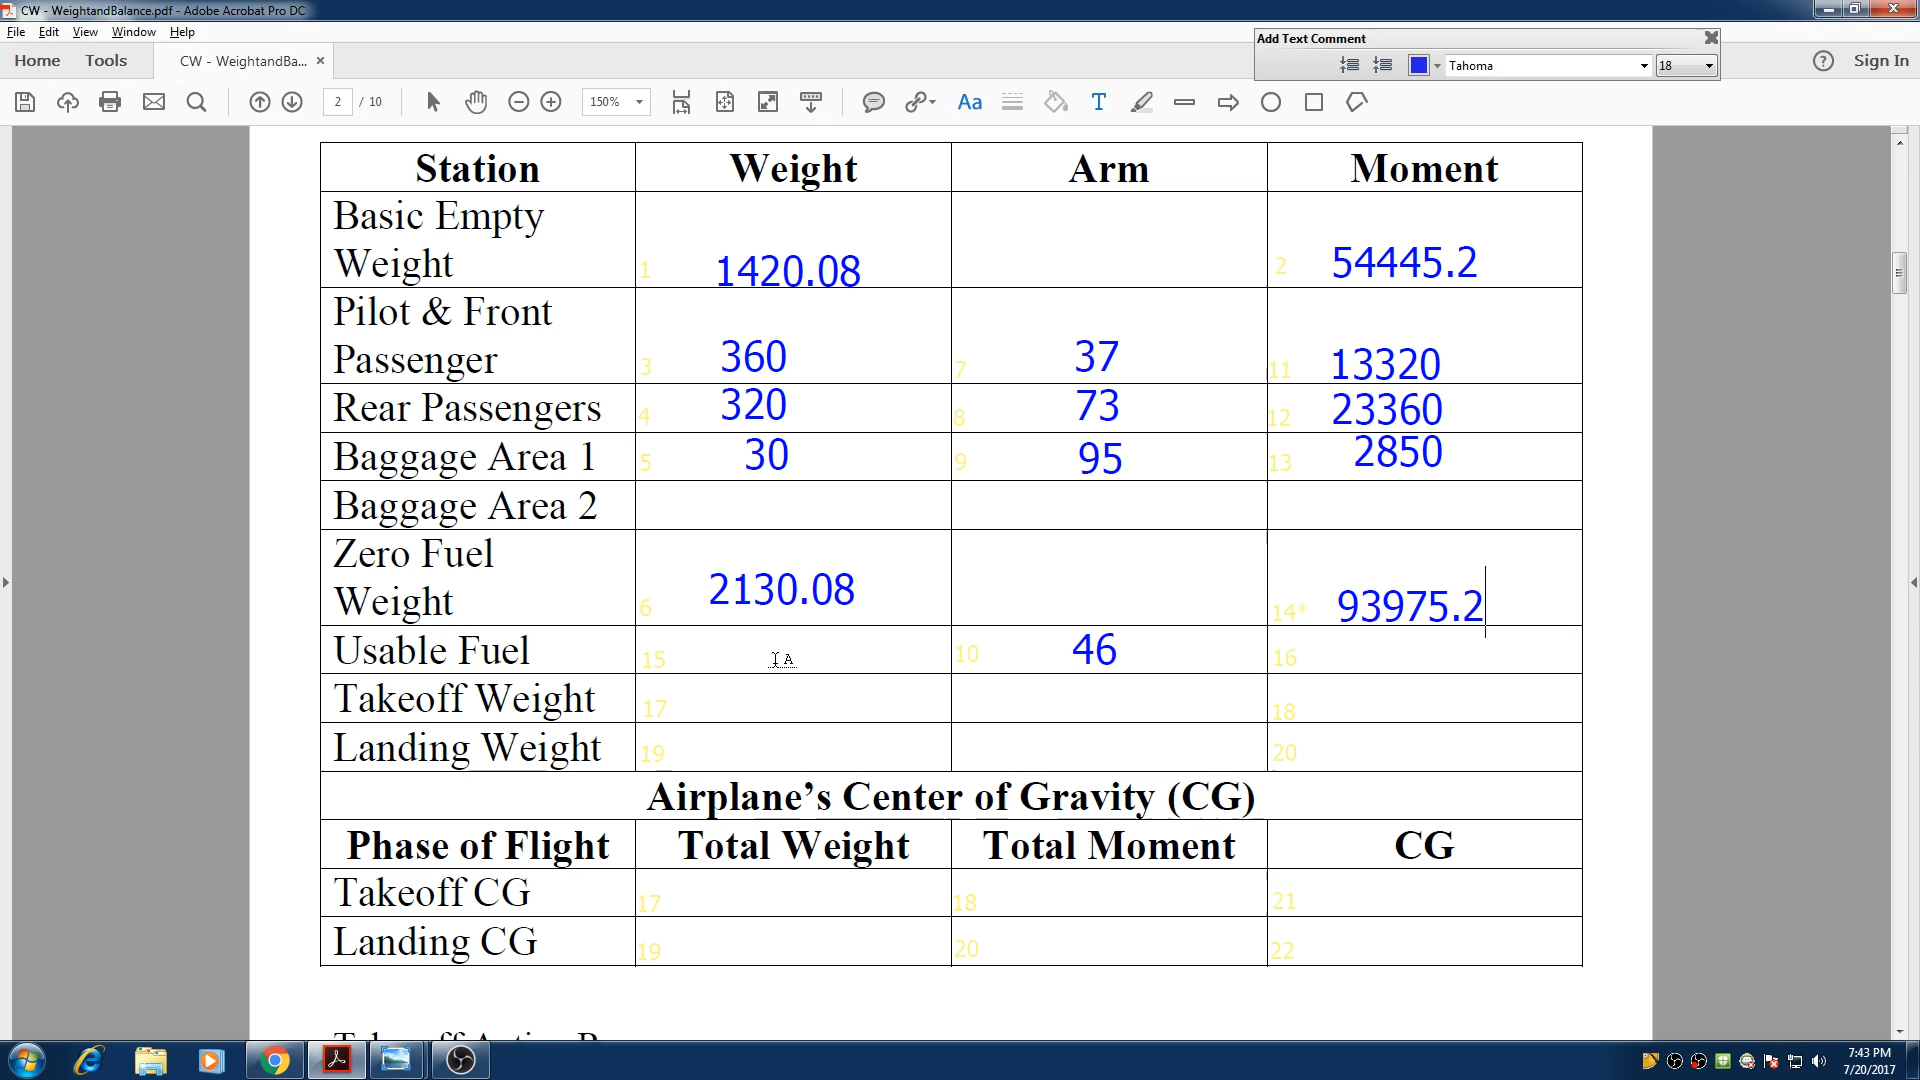 CW - WeightandBalance.pdf - Adobe Acrobat Pro DC
File Edit View Window Help
Add Text Comment
Home Tools CW - WeightandBa... ×
Tahoma 18
Sign In
2 / 10 150% Aa T
Station Weight Arm Moment
Basic Empty
Weight 1 1420.08 2 54445.2
Pilot & Front
Passenger 3 360 7 37 11 13320
Rear Passengers 4 320 8 73 12 23360
Baggage Area 1 5 30 9 95 13 2850
Baggage Area 2
Zero Fuel
Weight 6 2130.08 14* 93975.2
Usable Fuel 15 10 46 16
Takeoff Weight 17 18
Landing Weight 19 20
Airplane’s Center of Gravity (CG)
Phase of Flight Total Weight Total Moment CG
Takeoff CG 17 18 21
Landing CG 19 20 22
7:43 PM
7/20/2017